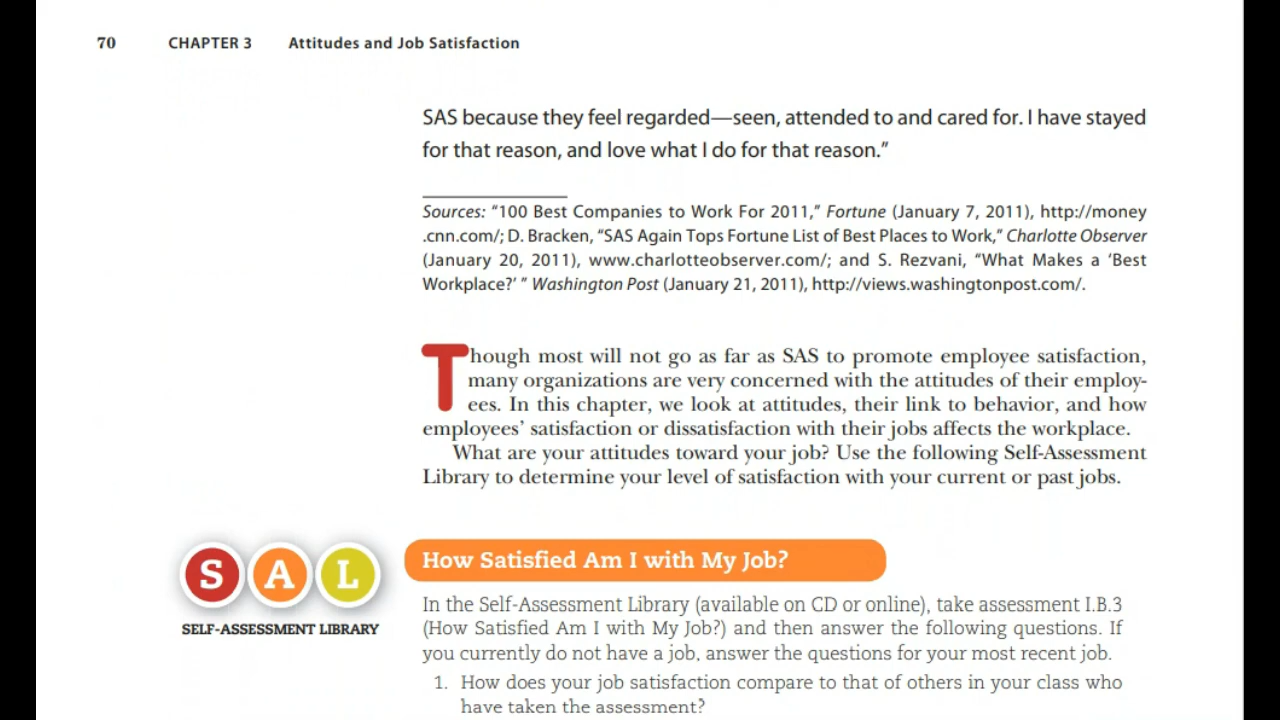 70 CHAPTER 3 Attitudes and Job Satisfaction
SAS because they feel regarded—seen, attended to and cared for. I have stayed
for that reason, and love what I do for that reason.”
Sources: “100 Best Companies to Work For 2011,” Fortune (January 7, 2011), http://money
.cnn.com/; D. Bracken, “SAS Again Tops Fortune List of Best Places to Work,” Charlotte Observer
(January 20, 2011), www.charlotteobserver.com/; and S. Rezvani, “What Makes a ‘Best
Workplace?’ ” Washington Post (January 21, 2011), http://views.washingtonpost.com/.
Though most will not go as far as SAS to promote employee satisfaction,
many organizations are very concerned with the attitudes of their employ-
ees. In this chapter, we look at attitudes, their link to behavior, and how
employees’ satisfaction or dissatisfaction with their jobs affects the workplace.
What are your attitudes toward your job? Use the following Self-Assessment
Library to determine your level of satisfaction with your current or past jobs.
S A L
SELF-ASSESSMENT LIBRARY
How Satisfied Am I with My Job?
In the Self-Assessment Library (available on CD or online), take assessment I.B.3
(How Satisfied Am I with My Job?) and then answer the following questions. If
you currently do not have a job, answer the questions for your most recent job.
1. How does your job satisfaction compare to that of others in your class who
have taken the assessment?